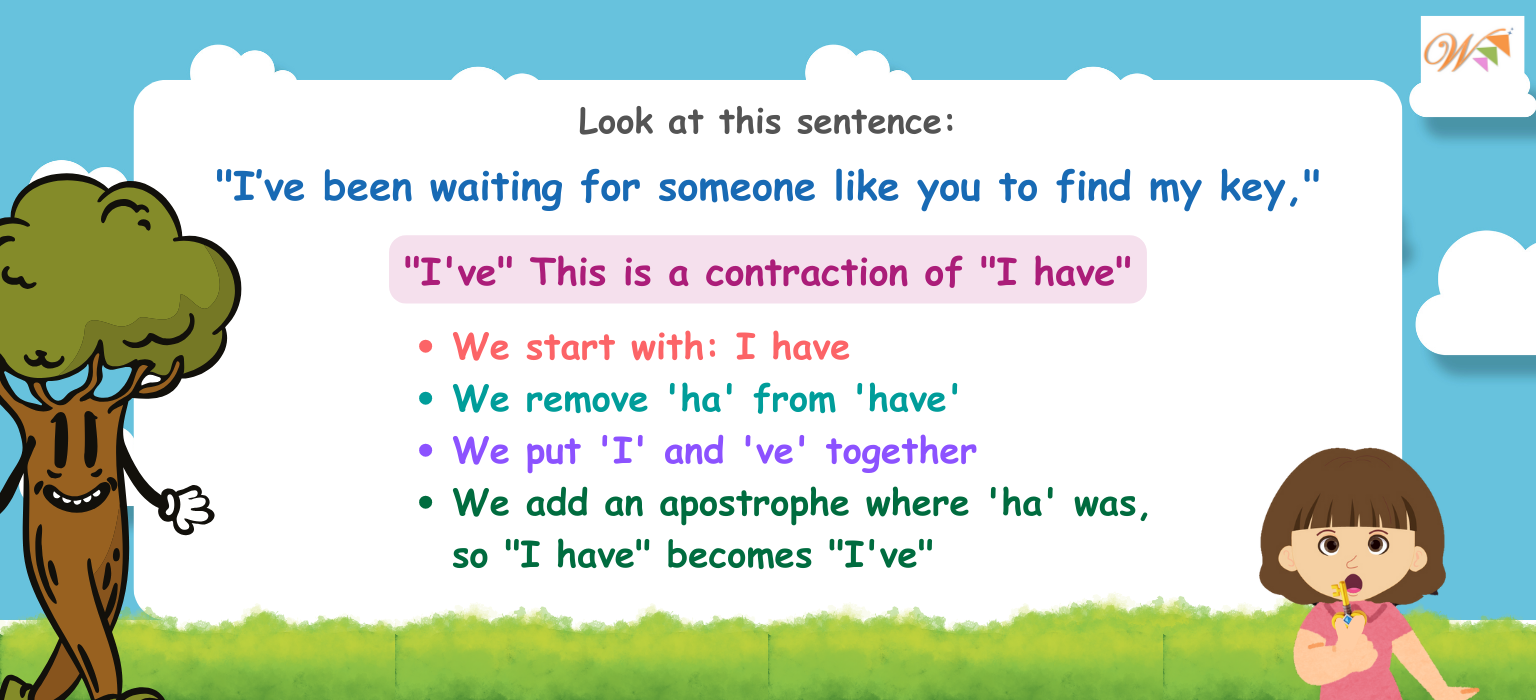 W
Look at this sentence:
"I’ve been waiting for someone like you to find my key,"
"I've" This is a contraction of "I have"
• We start with: I have
• We remove 'ha' from 'have'
• We put 'I' and 've' together
• We add an apostrophe where 'ha' was,
so "I have" becomes "I've"